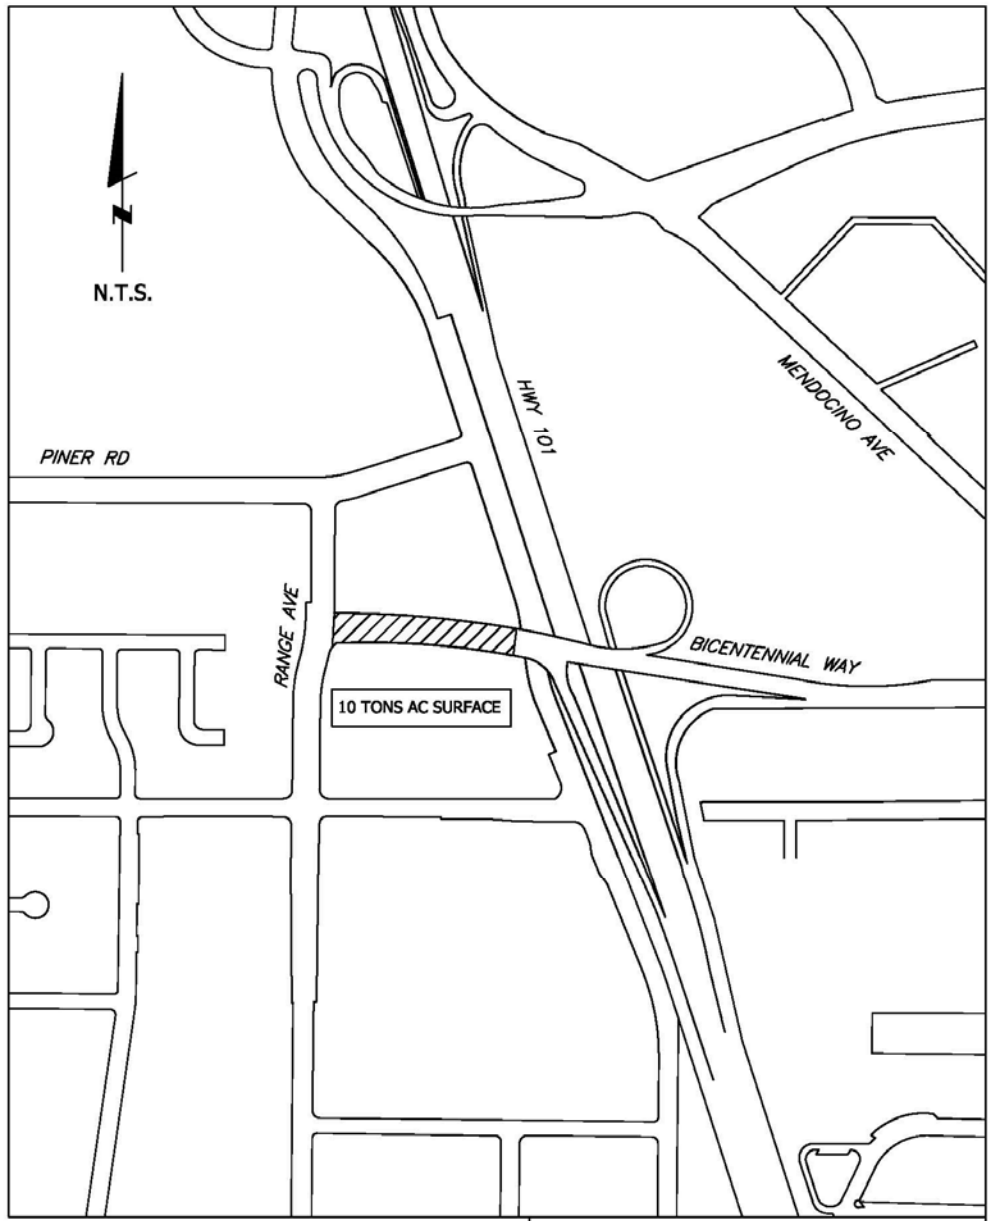 N
N.T.S.
HWY 101
MENDOCINO AVE
PINER RD
RANGE AVE
BICENTENNIAL WAY
10 TONS AC SURFACE